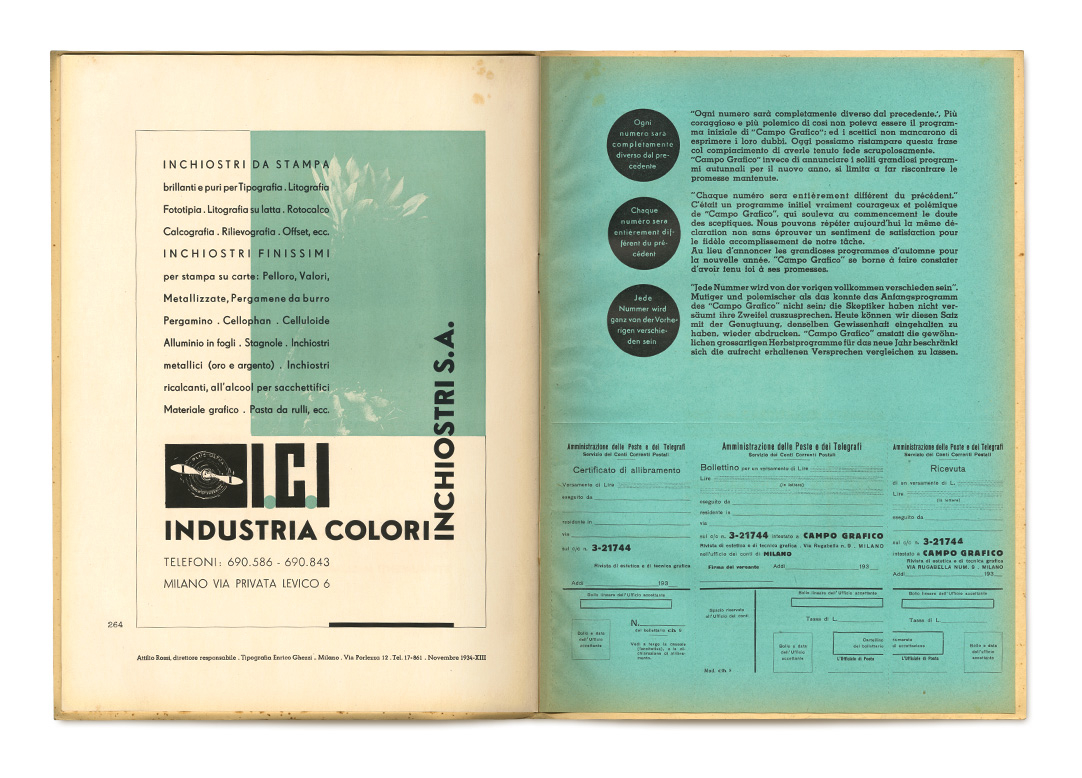 INCHIOSTRI DA STAMPA
brillanti e puri per Tipografia . Litografia
Fototipia . Litografia su latta . Rotocalco
Calcografia . Rilievografia . Offset, ecc.
INCHIOSTRI FINISSIMI
per stampa su carte: Pelloro, Valori,
Metallizzate, Pergamene da burro
Pergamino . Cellophan . Celluloide
Alluminio in fogli . Stagnole . Inchiostri
metallici (oro e argento) . Inchiostri
ricalcanti, all'alcool per sacchettifici
Materiale grafico . Pasta da rulli, ecc.
I.C.I
INDUSTRIA COLORI
INCHIOSTRI S.A.
TELEFONI: 690.586 - 690.843
MILANO VIA PRIVATA LEVICO 6
264
Attilio Rossi, direttore responsabile . Tipografia Enrico Ghezzi . Milano . Via Porlezza 12 . Tel. 17-861 . Novembre 1934-XIII
Ogni
numero sarà
completamente
diverso dal pre-
cedente
"Ogni numero sarà completamente diverso dal precedente.". Più
coraggioso e più polemico di così non poteva essere il program-
ma iniziale di "Campo Grafico"; ed i scettici non mancarono di
esprimere i loro dubbi. Oggi possiamo ristampare questa frase
col compiacimento di averle tenuto fede scrupolosamente.
"Campo Grafico" invece di annunciare i soliti grandiosi program-
mi autunnali per il nuovo anno, si limita a far riscontrare le
promesse mantenute.
Chaque
numéro sera
entièrement dif-
férent du pré-
cédent
"Chaque numéro sera entièrement différent du précédent."
C'était un programme initiel vraiment courageux et polémique
de "Campo Grafico", qui souleva au commencement le doute
des sceptiques. Nous pouvons répéter aujourd'hui la même dé-
claration non sans éprouver un sentiment de satisfaction pour
le fidèle accomplissement de notre tâche.
Au lieu d'annoncer les grandioses programmes d'automne pour
la nouvelle année, "Campo Grafico" se borne à faire constater
d'avoir tenu foi à ses promesses.
Jede
Nummer wird
ganz von der Vorhe-
rigen verschie-
den sein
"Jede Nummer wird von der vorigen vollkommen verschieden sein".
Mutiger und polemischer als das konnte das Anfangsprogramm
des "Campo Grafico" nicht sein; die Skeptiker haben nicht ver-
säumt ihre Zweifel auszusprechen. Heute können wir diesen Satz
mit der Genugtuung, denselben Gewissenhaft eingehalten zu
haben, wieder abdrucken. "Campo Grafico" anstatt die gewöhn-
lichen grossartigen Herbstprogramme für das neue Jahr beschränkt
sich die aufrecht erhaltenen Versprechen vergleichen zu lassen.
Amministrazione delle Poste e dei Telegrafi
Servizio dei Conti Correnti Postali
Certificato di allibramento
Versamento di Lire
eseguito da
residente in
via
sul c/c n. 3-21744
Rivista di estetica e di tecnica grafica
Addì 193
Bollo lineare dell'Ufficio accettante
Bollo a data
dell'Ufficio
accettante
N.
del bollettario ch 9
Amministrazione delle Poste e dei Telegrafi
Servizio dei Conti Correnti Postali
Bollettino per un versamento di Lire
Lire
(in lettere)
eseguito da
residente in
via
sul c/c n. 3-21744 intestato a CAMPO GRAFICO
Rivista di estetica e di tecnica grafica . Via Rugabella n. 9 . MILANO
nell'ufficio dei conti di MILANO
Firma del versante Addì 193
Spazio riservato
all'Ufficio dei conti
Mod. ch 8
Bollo lineare dell'Ufficio accettante
Tassa di L.
Bollo a data
dell'Ufficio
accettante
Cartellino
del bollettario
L'Ufficiale di Posta
Amministrazione delle Poste e dei Telegrafi
Servizio dei Conti Correnti Postali
Ricevuta
di un versamento di L.
Lire
(in lettere)
eseguito da
sul c/c n. 3-21744
intestato a CAMPO GRAFICO
Rivista di estetica e di tecnica grafica
VIA RUGABELLA NUM. 9 . MILANO
Addì 193
Bollo lineare dell'Ufficio accettante
Tassa di L.
numerato
di accettazione
L'Ufficiale di Posta
Bollo a data
dell'ufficio
accettante